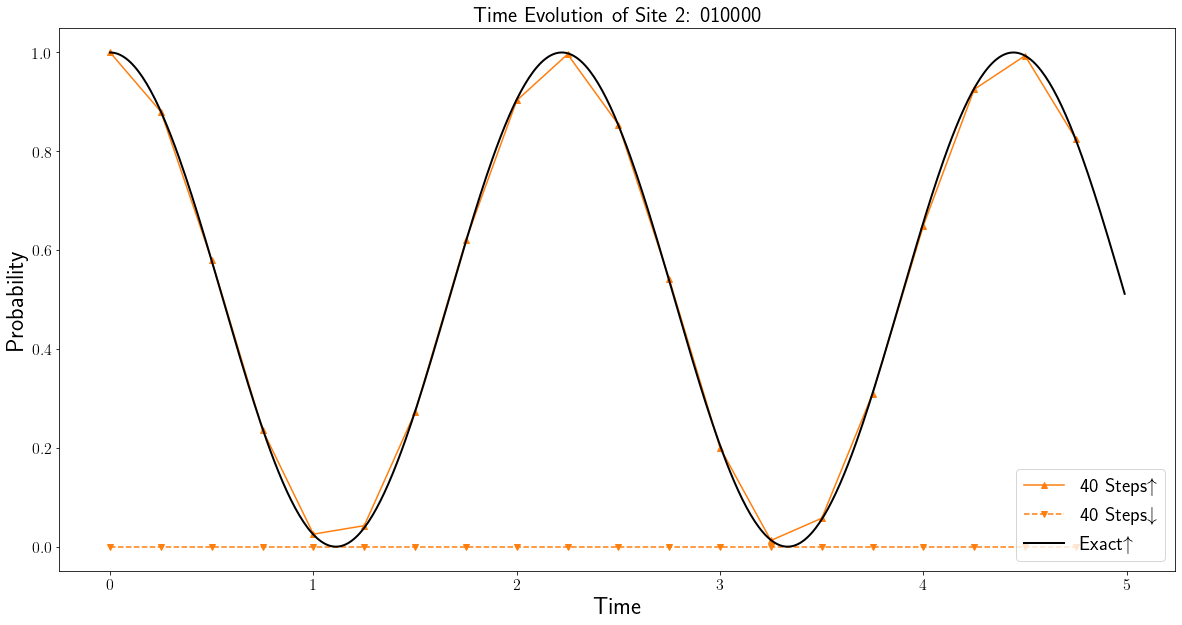 Time Evolution of Site 2: 010000
Probability
1.0
0.8
0.6
0.4
0.2
0.0
0 1 2 3 4 5
Time
40 Steps↑
40 Steps↓
Exact↑